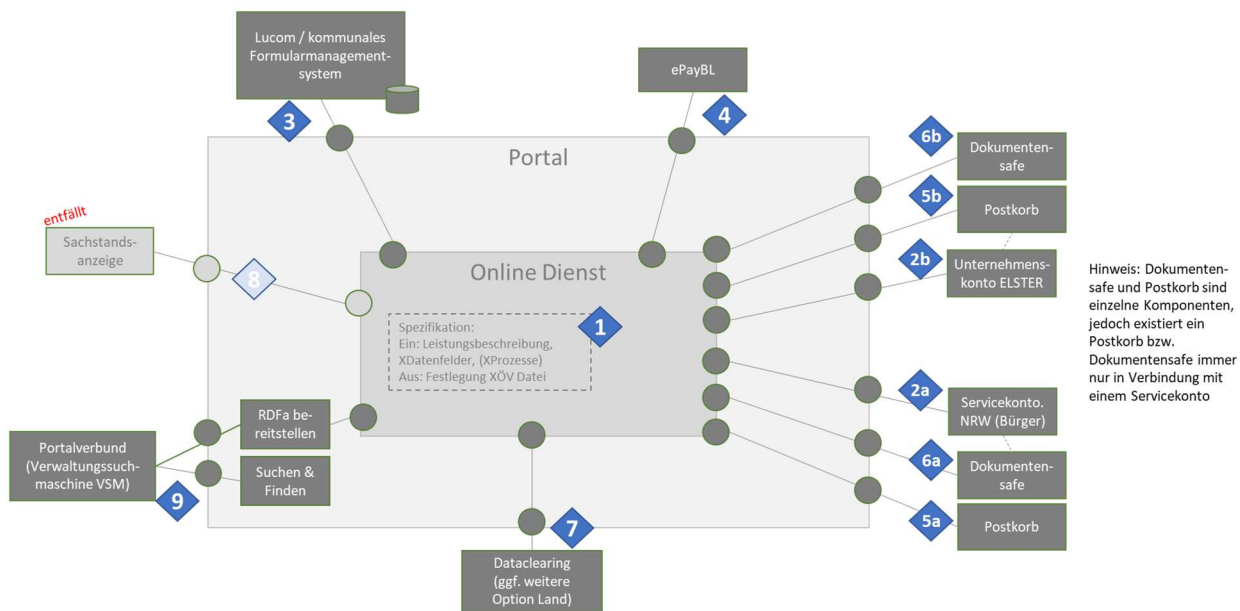 Lucom / kommunales
Formularmanagement-
system
3
ePayBL
4
Portal
6b
Dokumenten-
safe
5b
Postkorb
2b
Unternehmens-
konto ELSTER
entfällt
Sachstands-
anzeige
8
Online Dienst
1
Spezifikation:
Ein: Leistungsbeschreibung,
XDatenfelder, (XProzesse)
Aus: Festlegung XÖV Datei
Hinweis: Dokumenten-
safe und Postkorb sind
einzelne Komponenten,
jedoch existiert ein
Postkorb bzw.
Dokumentensafe immer
nur in Verbindung mit
einem Servicekonto
2a
Servicekonto.
NRW (Bürger)
6a
Dokumenten-
safe
5a
Postkorb
RDFa be-
reitstellen
Portalverbund
(Verwaltungssuch-
maschine VSM)
9
Suchen &
Finden
7
Dataclearing
(ggf. weitere
Option Land)